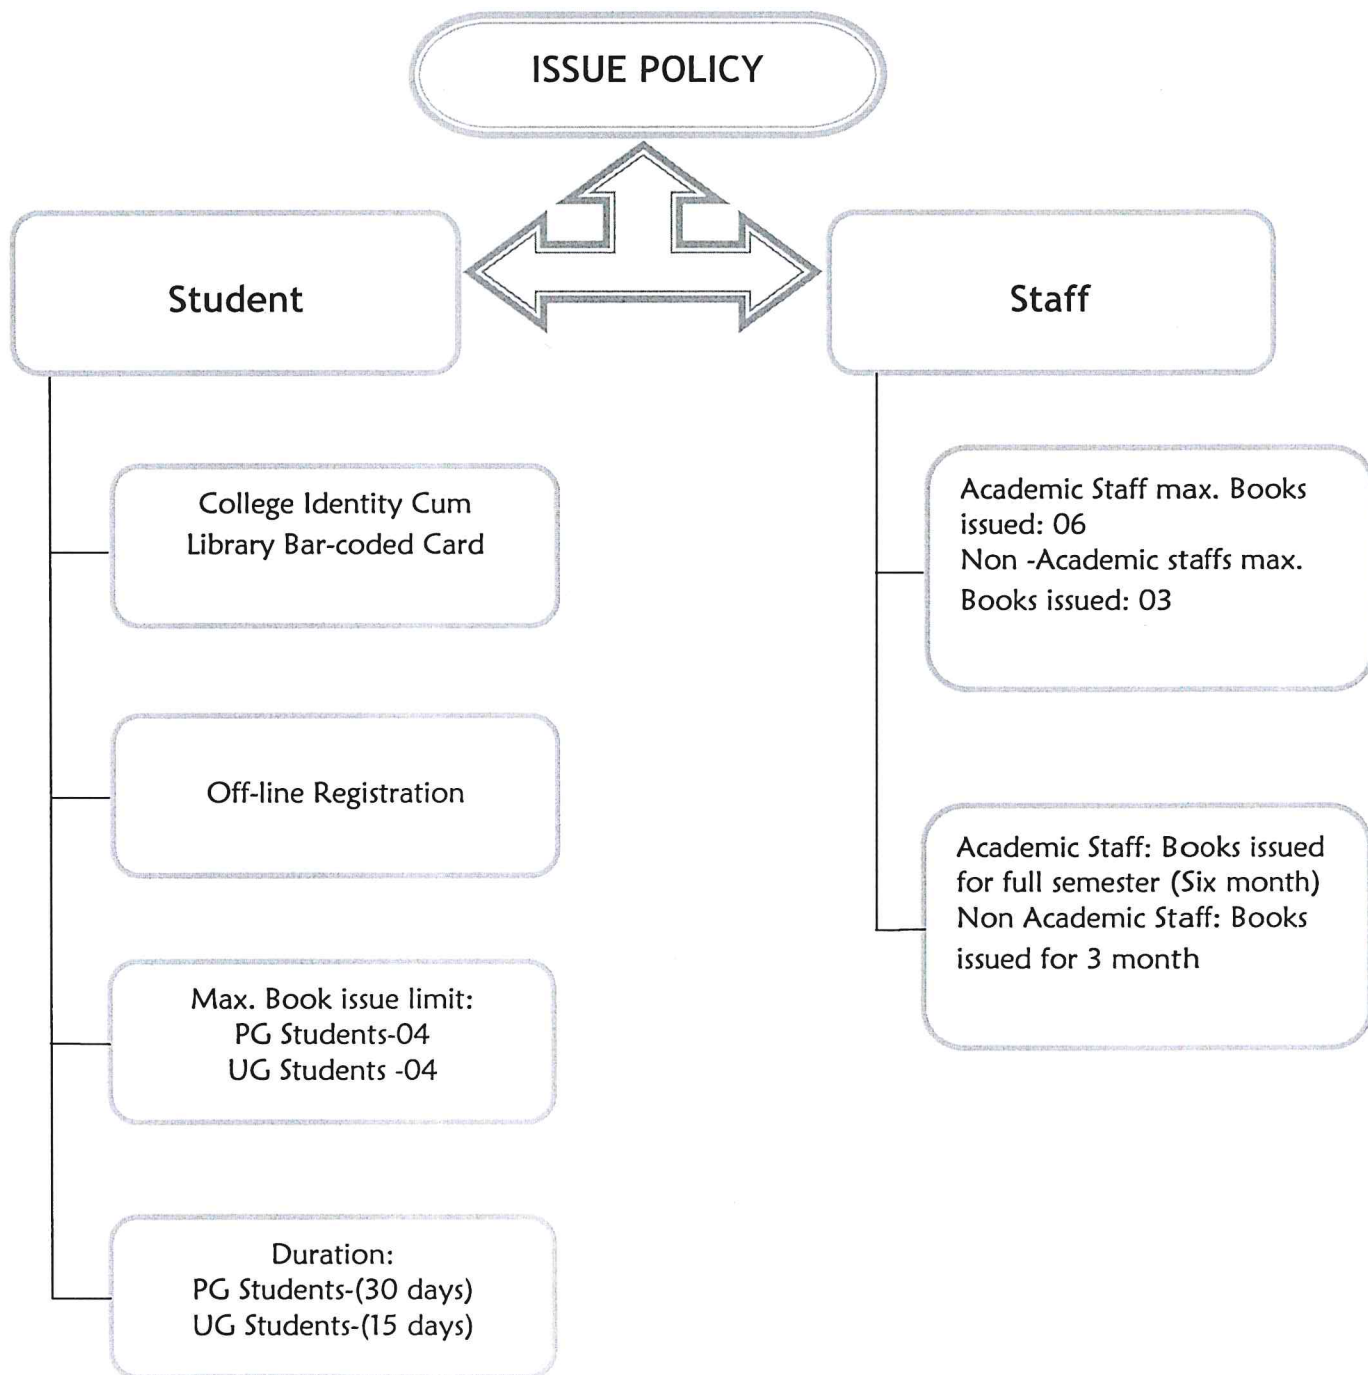 ISSUE POLICY
Student
Staff
College Identity Cum
Library Bar-coded Card
Off-line Registration
Max. Book issue limit:
PG Students-04
UG Students -04
Duration:
PG Students-(30 days)
UG Students-(15 days)
Academic Staff max. Books
issued: 06
Non -Academic staffs max.
Books issued: 03
Academic Staff: Books issued
for full semester (Six month)
Non Academic Staff: Books
issued for 3 month